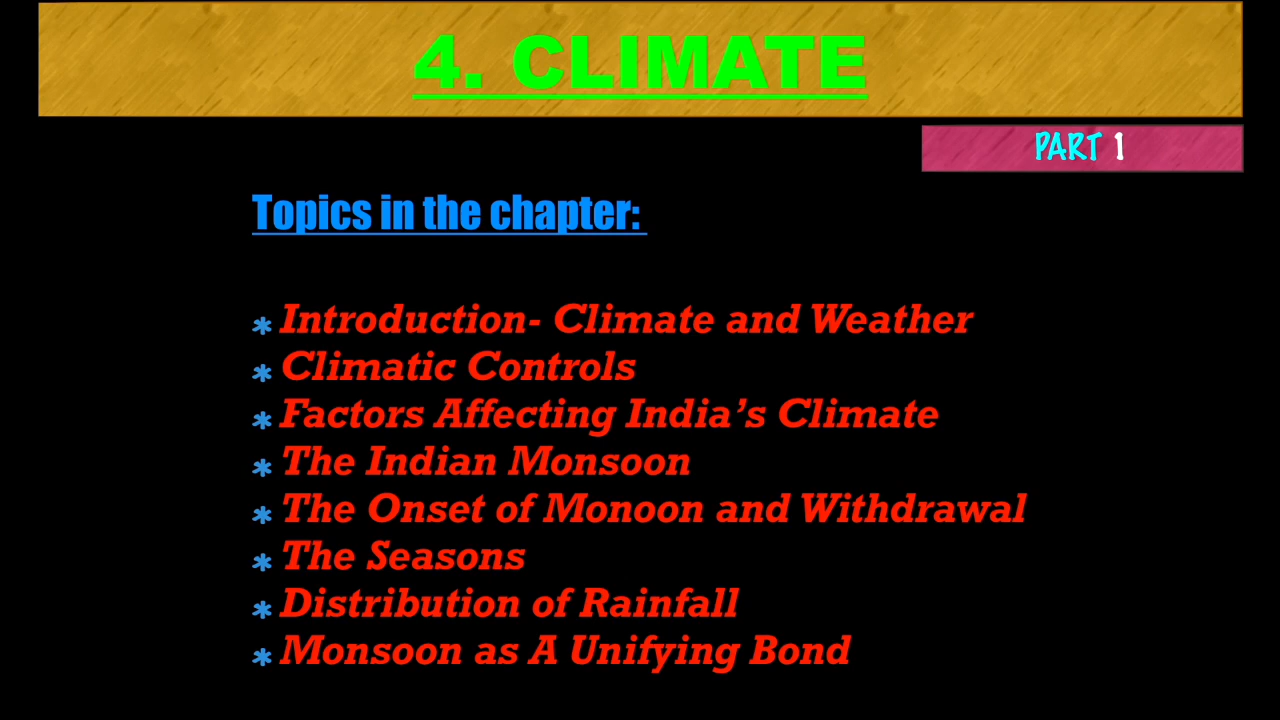 4. CLIMATE
PART 1
Topics in the chapter:
* Introduction- Climate and Weather
* Climatic Controls
* Factors Affecting India’s Climate
* The Indian Monsoon
* The Onset of Monoon and Withdrawal
* The Seasons
* Distribution of Rainfall
* Monsoon as A Unifying Bond